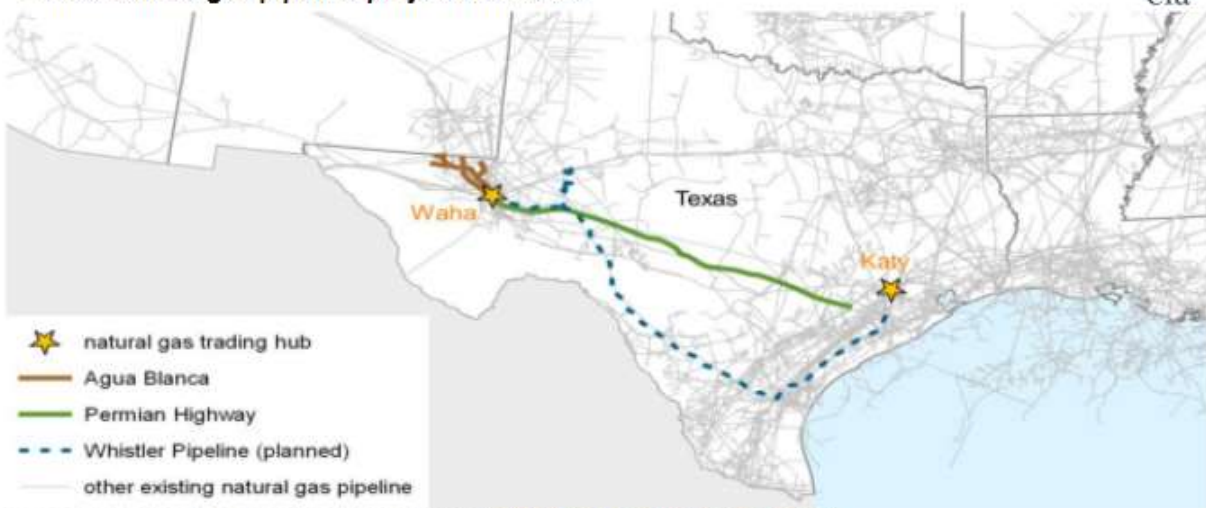 Texas
Waha
Katy
natural gas trading hub
Agua Blanca
Permian Highway
Whistler Pipeline (planned)
other existing natural gas pipeline